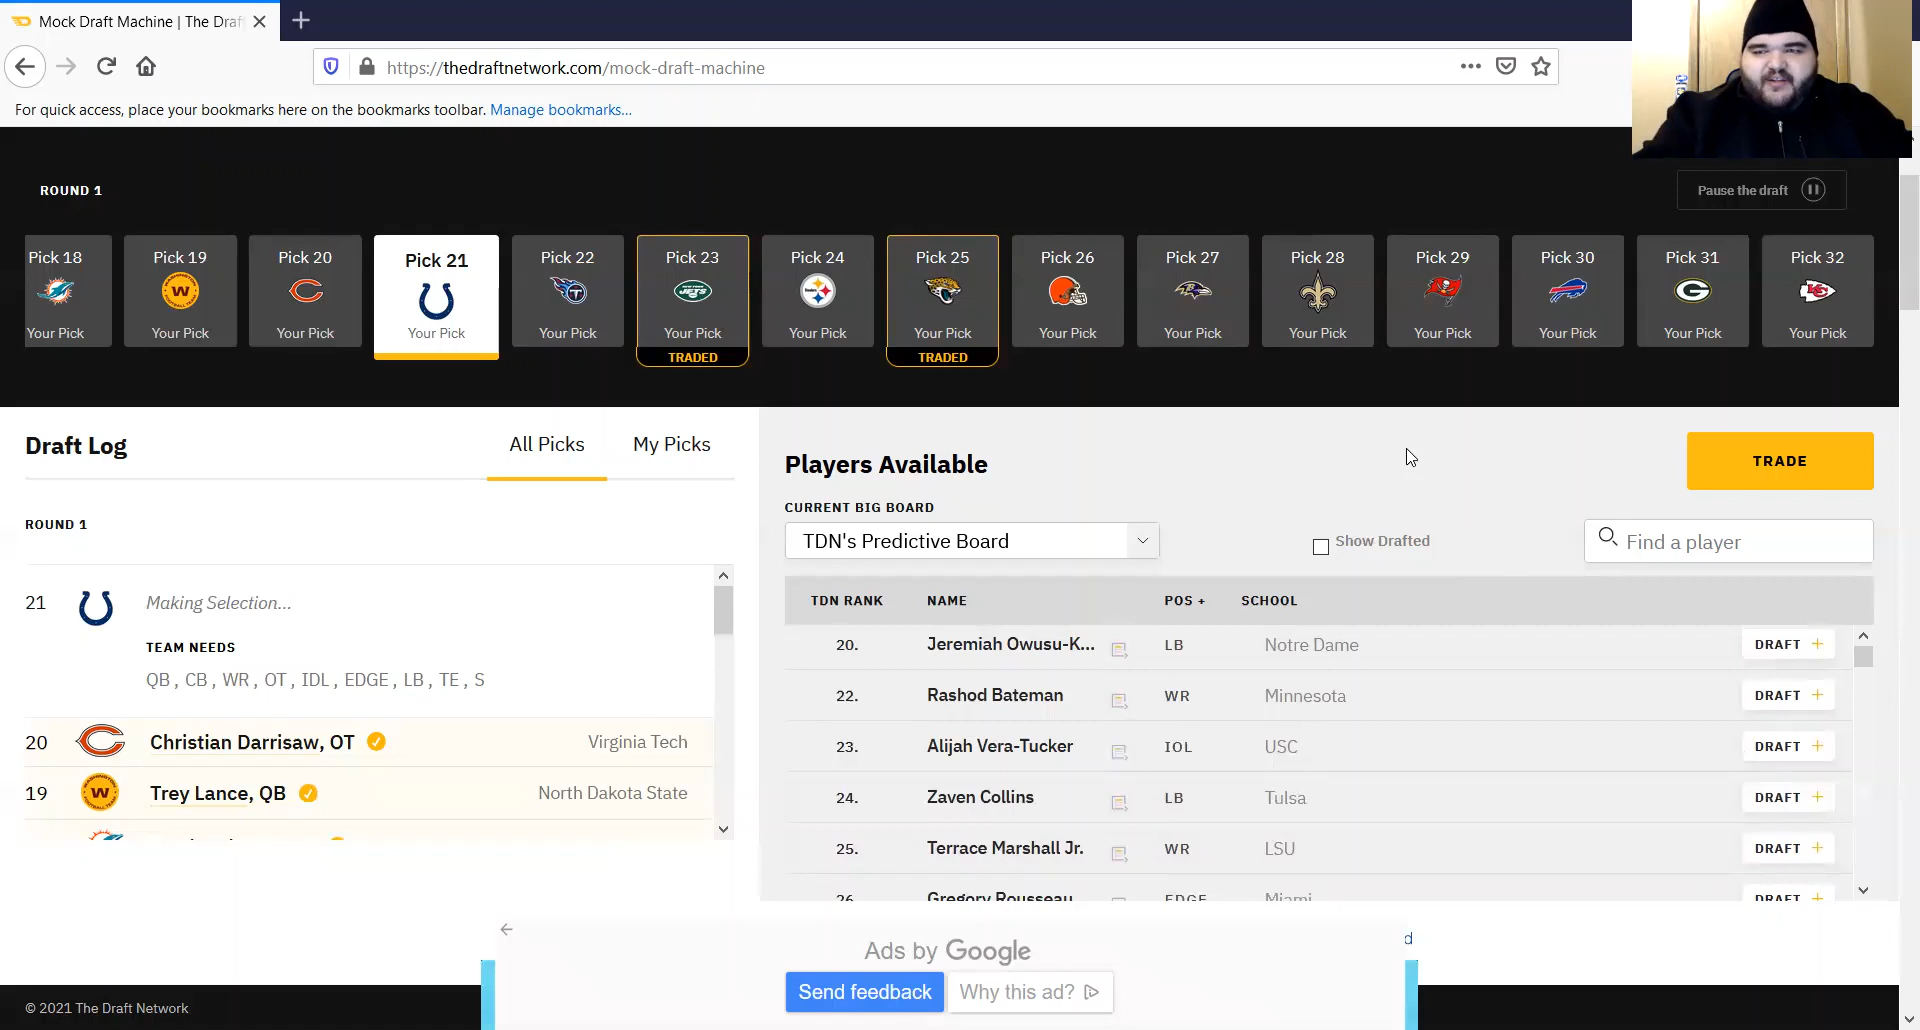 Mock Draft Machine | The Draf
https://thedraftnetwork.com/mock-draft-machine
For quick access, place your bookmarks here on the bookmarks toolbar. Manage bookmarks...
ROUND 1
Pause the draft
Pick 18
Your Pick
Pick 19
W
Your Pick
Pick 20
Your Pick
Pick 21
Your Pick
Pick 22
Your Pick
Pick 23
JETS
Your Pick
TRADED
Pick 24
Your Pick
Pick 25
Your Pick
TRADED
Pick 26
Your Pick
Pick 27
Your Pick
Pick 28
Your Pick
Pick 29
Your Pick
Pick 30
Your Pick
Pick 31
G
Your Pick
Pick 32
KC
Your Pick
Draft Log
All Picks
My Picks
ROUND 1
21 Making Selection...
TEAM NEEDS
QB , CB , WR , OT , IDL , EDGE , LB , TE , S
20 Christian Darrisaw, OT Virginia Tech
19 W Trey Lance, QB North Dakota State
Players Available
TRADE
CURRENT BIG BOARD
TDN's Predictive Board
Show Drafted
Find a player
TDN RANK NAME POS + SCHOOL
20. Jeremiah Owusu-K... LB Notre Dame DRAFT +
22. Rashod Bateman WR Minnesota DRAFT +
23. Alijah Vera-Tucker IOL USC DRAFT +
24. Zaven Collins LB Tulsa DRAFT +
25. Terrace Marshall Jr. WR LSU DRAFT +
26 Gregory Rousseau EDGE Miami DRAFT +
d
Ads by Google
Send feedback
Why this ad?
© 2021 The Draft Network